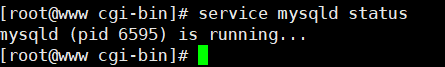 [root@www cgi-bin]# service mysqld status
mysqld (pid 6595) is running...
[root@www cgi-bin]#